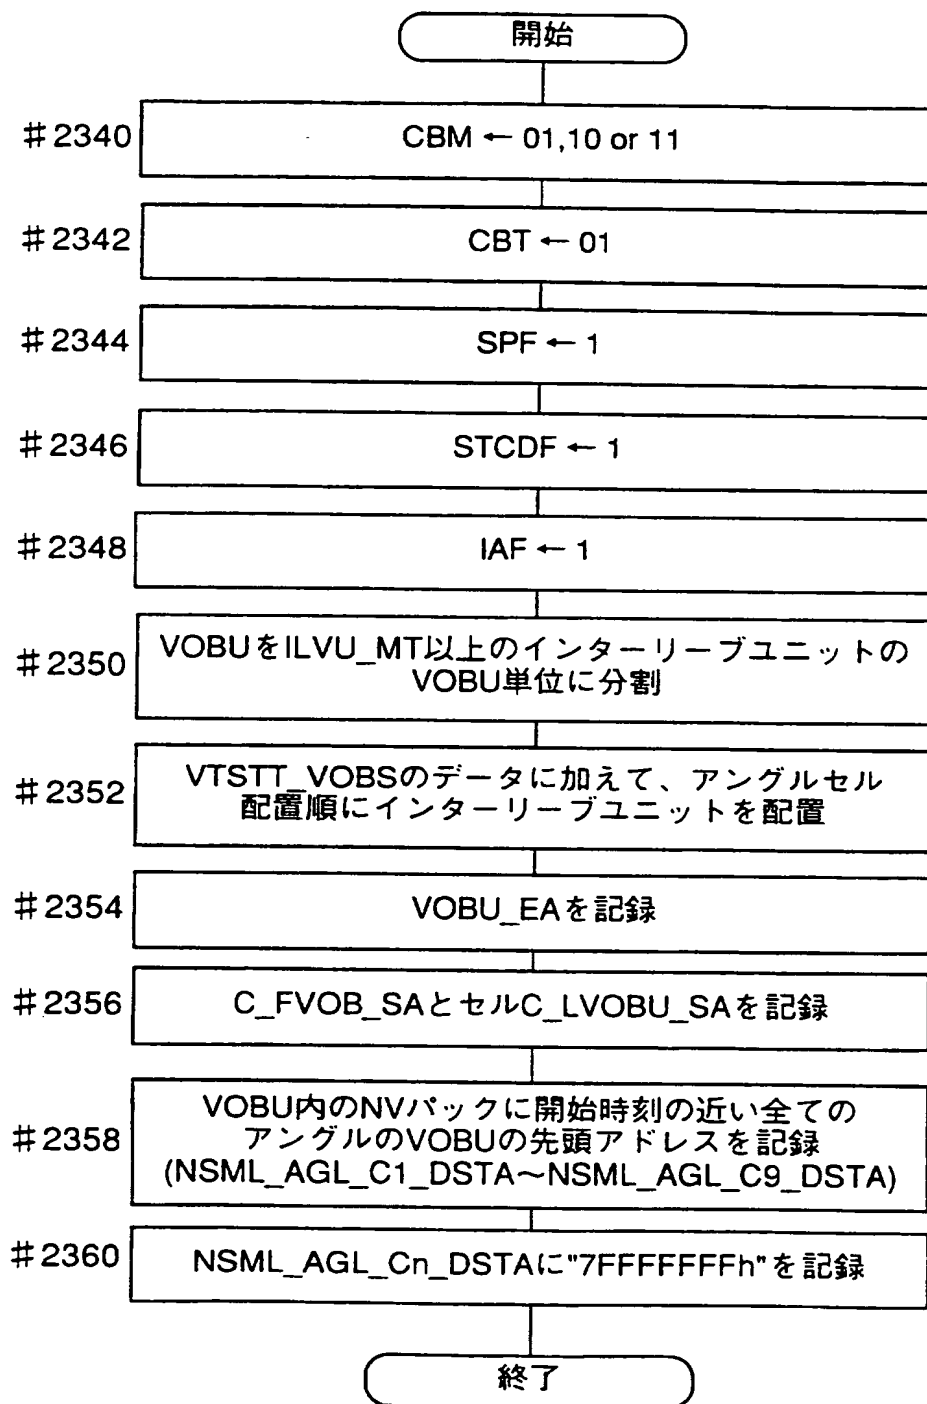 開始
#2340 CBM ← 01,10 or 11
#2342 CBT ← 01
#2344 SPF ← 1
#2346 STCDF ← 1
#2348 IAF ← 1
#2350 VOBUをILVU_MT以上のインターリーブユニットの
VOBU単位に分割
#2352 VTSTT_VOBSのデータに加えて、アングルセル
配置順にインターリーブユニットを配置
#2354 VOBU_EAを記録
#2356 C_FVOB_SAとセルC_LVOBU_SAを記録
#2358 VOBU内のNVパックに開始時刻の近い全ての
アングルのVOBUの先頭アドレスを記録
(NSML_AGL_C1_DSTA~NSML_AGL_C9_DSTA)
#2360 NSML_AGL_Cn_DSTAに"7FFFFFFFh"を記録
終了